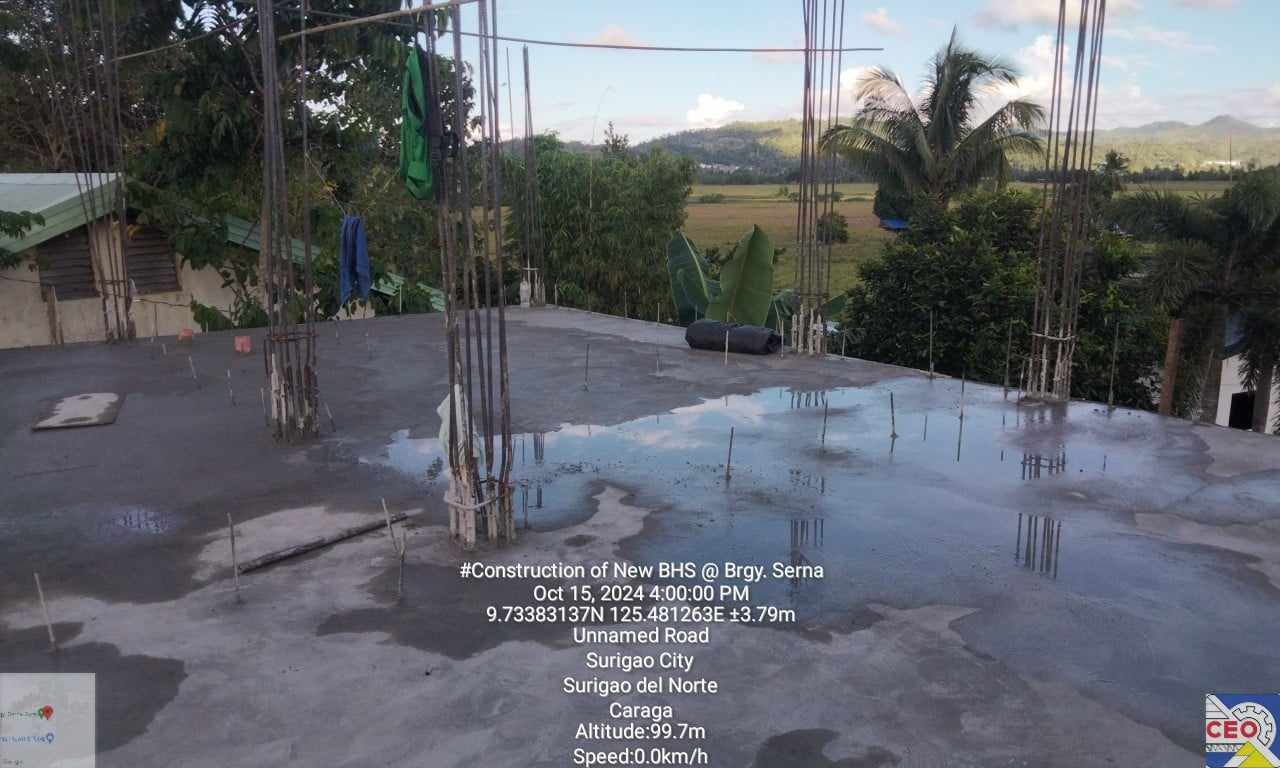 #Construction of New BHS @ Brgy. Serna
Oct 15, 2024 4:00:00 PM
9.73383137N 125.481263E ±3.79m
Unnamed Road
Surigao City
Surigao del Norte
Caraga
Altitude:99.7m
Speed:0.0km/h
CEO